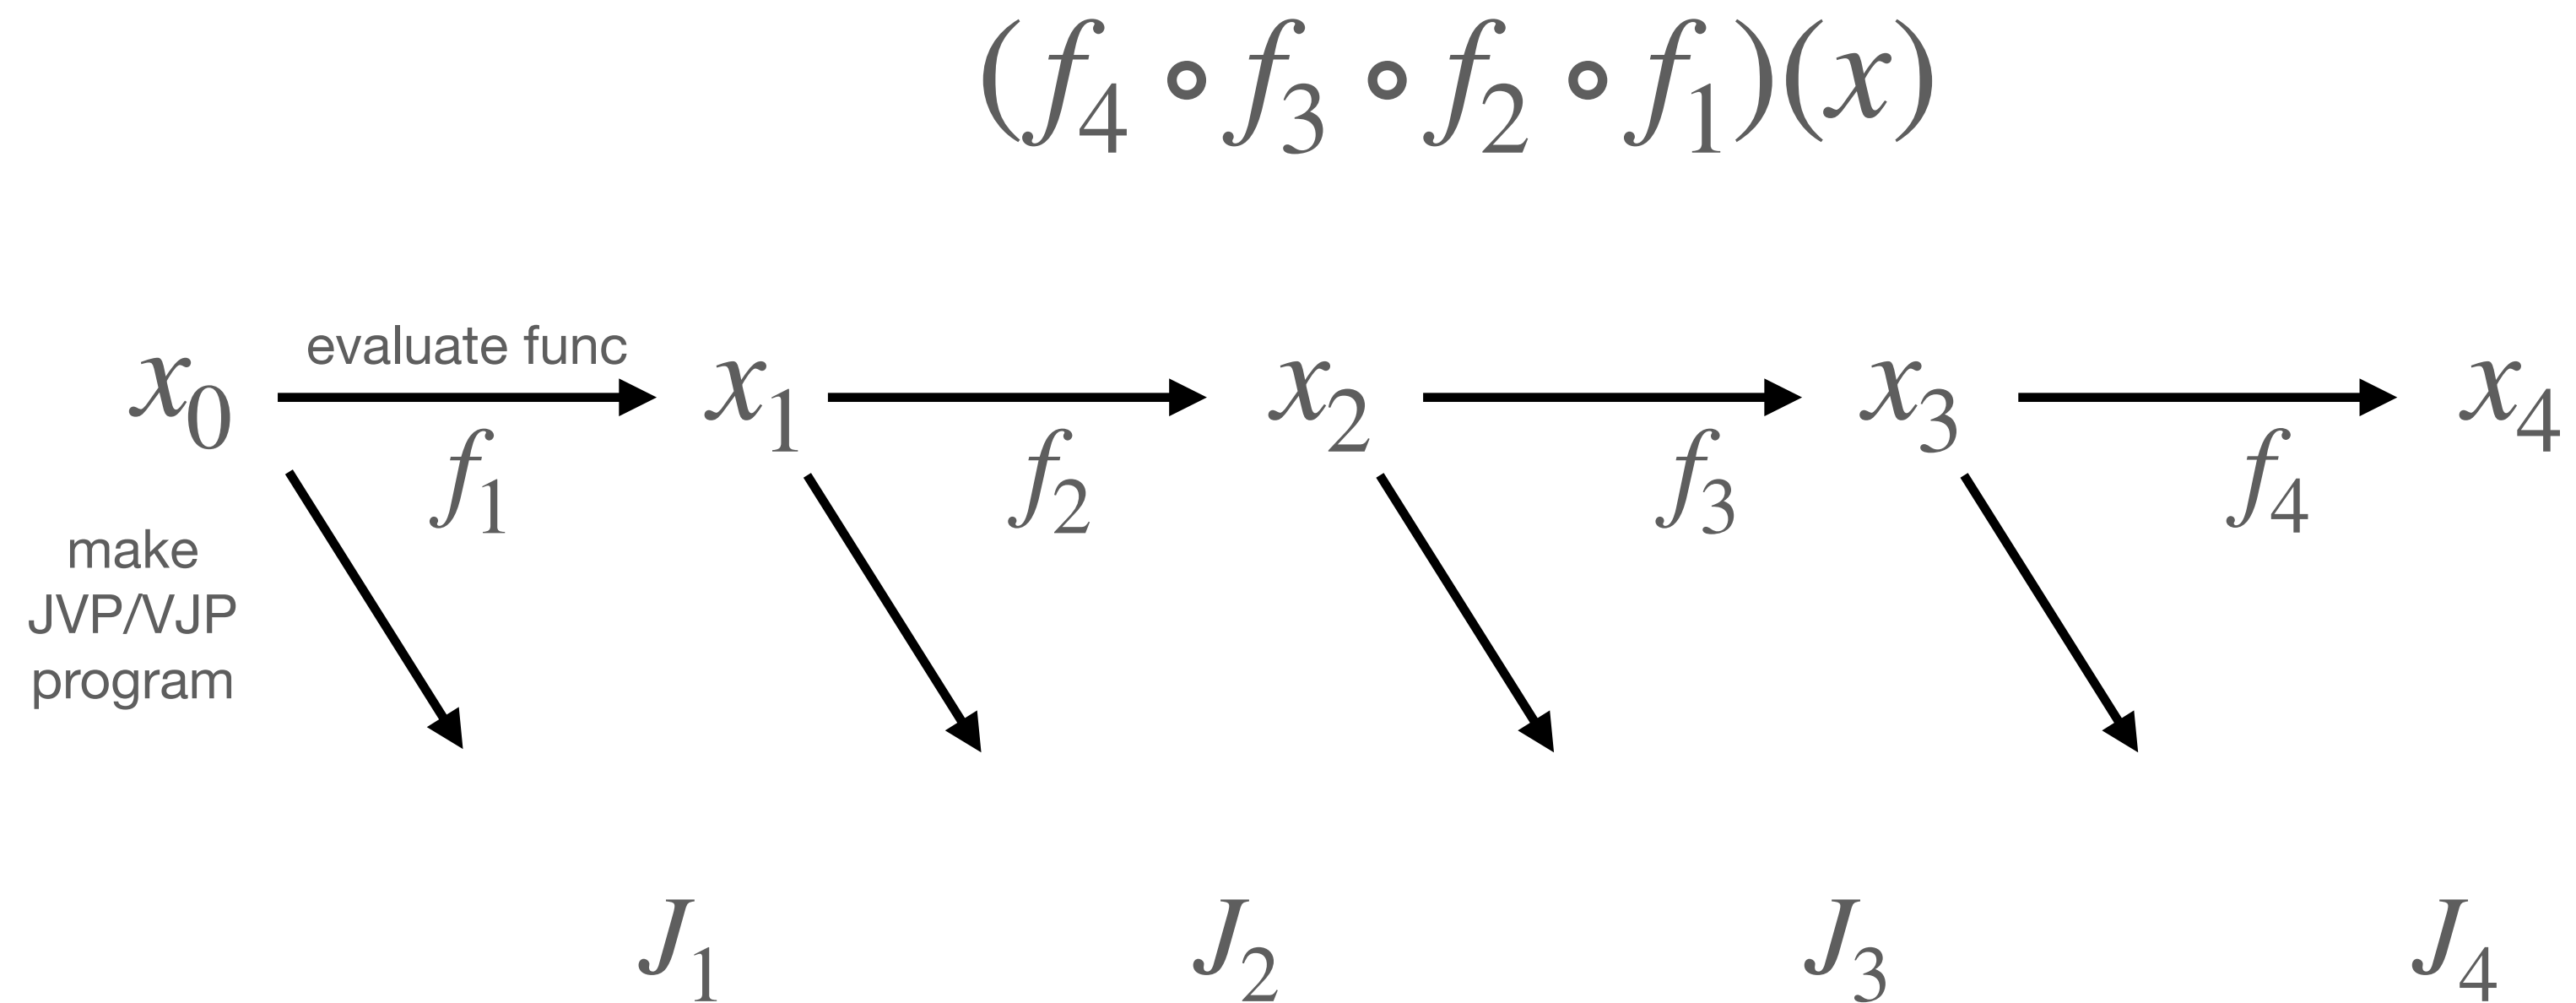 (f₄ ∘ f₃ ∘ f₂ ∘ f₁)(x)
x₀ evaluate func x₁ x₂ x₃ x₄
f₁ f₂ f₃ f₄
make
JVP/VJP
program
J₁ J₂ J₃ J₄